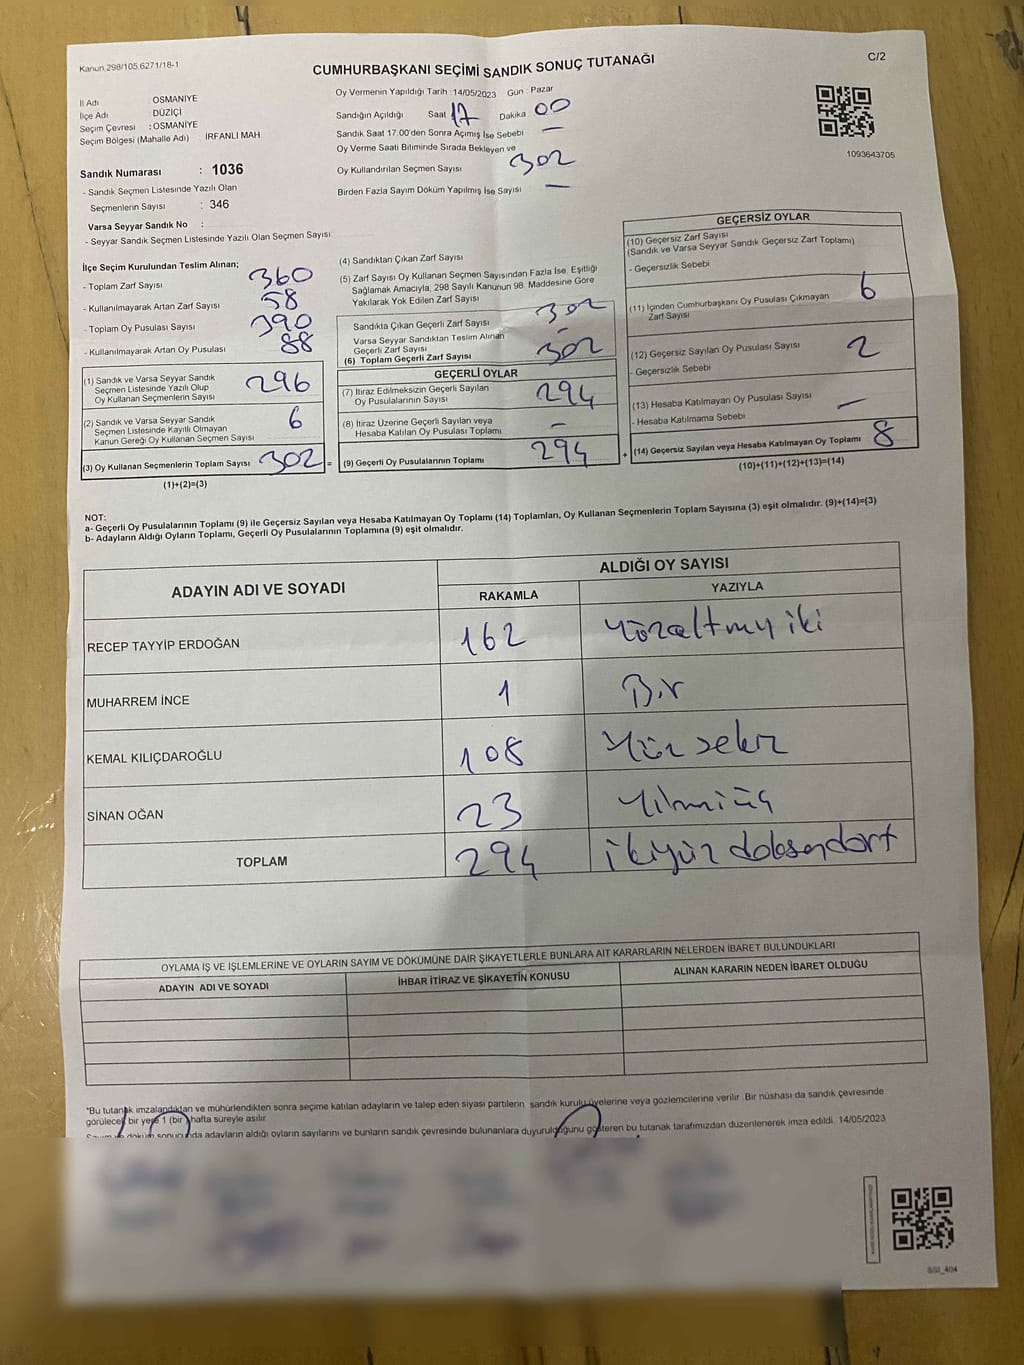 Kanun 298/105.6271/18-1
CUMHURBAŞKANI SEÇİMİ SANDIK SONUÇ TUTANAĞI
C/2
İl Adı OSMANİYE
İlçe Adı DÜZİÇİ
Seçim Çevresi : OSMANİYE
Seçim Bölgesi (Mahalle Adı) İRFANLI MAH.
Sandık Numarası : 1036
- Sandık Seçmen Listesinde Yazılı Olan
Seçmenlerin Sayısı : 346
Varsa Seyyar Sandık No :
- Seyyar Sandık Seçmen Listesinde Yazılı Olan Seçmen Sayısı:
Oy Vermenin Yapıldığı Tarih : 14/05/2023 Gün : Pazar
Sandığın Açıldığı Saat 17 Dakika 00
Sandık Saat 17.00'den Sonra Açımış İse Sebebi —
Oy Verme Saati Bitiminde Sırada Bekleyen ve
Oy Kullandırılan Seçmen Sayısı 302
Birden Fazla Sayım Döküm Yapılmış İse Sayısı —
1093643705
İlçe Seçim Kurulundan Teslim Alınan;
- Toplam Zarf Sayısı 360
- Kullanılmayarak Artan Zarf Sayısı 58
- Toplam Oy Pusulası Sayısı 390
- Kullanılmayarak Artan Oy Pusulası 88
(1) Sandık ve Varsa Seyyar Sandık
Seçmen Listesinde Yazılı Olup
Oy Kullanan Seçmenlerin Sayısı 296
(2) Sandık ve Varsa Seyyar Sandık
Seçmen Listesinde Kayıtlı Olmayan
Kanun Gereği Oy Kullanan Seçmen Sayısı 6
(3) Oy Kullanan Seçmenlerin Toplam Sayısı 302 =
(1)+(2)=(3)
(4) Sandıktan Çıkan Zarf Sayısı
(5) Zarf Sayısı Oy Kullanan Seçmen Sayısından Fazla İse, Eşitliği
Sağlamak Amacıyla, 298 Sayılı Kanunun 98. Maddesine Göre
Yakılarak Yok Edilen Zarf Sayısı
Sandıkta Çıkan Geçerli Zarf Sayısı 302
Varsa Seyyar Sandıktan Teslim Alınan
Geçerli Zarf Sayısı —
(6) Toplam Geçerli Zarf Sayısı 302
GEÇERLİ OYLAR
(7) İtiraz Edilmeksizin Geçerli Sayılan
Oy Pusulalarının Sayısı 294
(8) İtiraz Üzerine Geçerli Sayılan veya
Hesaba Katılan Oy Pusulası Toplamı —
(9) Geçerli Oy Pusulalarının Toplamı 294 +
GEÇERSİZ OYLAR
(10) Geçersiz Zarf Sayısı
(Sandık ve Varsa Seyyar Sandık Geçersiz Zarf Toplamı)
- Geçersizlik Sebebi
(11) İçinden Cumhurbaşkanı Oy Pusulası Çıkmayan
Zarf Sayısı 6
(12) Geçersiz Sayılan Oy Pusulası Sayısı 2
- Geçersizlik Sebebi
(13) Hesaba Katılmayan Oy Pusulası Sayısı —
- Hesaba Katılmama Sebebi
(14) Geçersiz Sayılan veya Hesaba Katılmayan Oy Toplamı 8
(10)+(11)+(12)+(13)=(14)
NOT:
a- Geçerli Oy Pusulalarının Toplamı (9) ile Geçersiz Sayılan veya Hesaba Katılmayan Oy Toplamı (14) Toplamları, Oy Kullanan Seçmenlerin Toplam Sayısına (3) eşit olmalıdır. (9)+(14)=(3)
b- Adayların Aldığı Oyların Toplamı, Geçerli Oy Pusulalarının Toplamına (9) eşit olmalıdır.
ADAYIN ADI VE SOYADI
ALDIĞI OY SAYISI
RAKAMLA YAZIYLA
RECEP TAYYİP ERDOĞAN 162 Yüzaltmış iki
MUHARREM İNCE 1 Bir
KEMAL KILIÇDAROĞLU 108 Yüz sekiz
SİNAN OĞAN 23 Yirmiüç
TOPLAM 294 ikiyüz doksandört
OYLAMA İŞ VE İŞLEMLERİNE VE OYLARIN SAYIM VE DÖKÜMÜNE DAİR ŞİKAYETLERLE BUNLARA AİT KARARLARIN NELERDEN İBARET BULUNDUKLARI
ADAYIN ADI VE SOYADI İHBAR İTİRAZ VE ŞİKAYETİN KONUSU ALINAN KARARIN NEDEN İBARET OLDUĞU
*Bu tutanak imzalandıktan ve mühürlendikten sonra seçime katılan adayların ve talep eden siyasi partilerin sandık kurulu üyelerine veya gözlemcilerine verilir. Bir nüshası da sandık çevresinde
görülecek bir yere 1 (bir) hafta süreyle asılır.
Sayım ve döküm sonucunda adayların aldığı oyların sayılarını ve bunların sandık çevresinde bulunanlara duyurulduğunu gösteren bu tutanak tarafımızdan düzenlenerek imza edildi. 14/05/2023
SSI_404